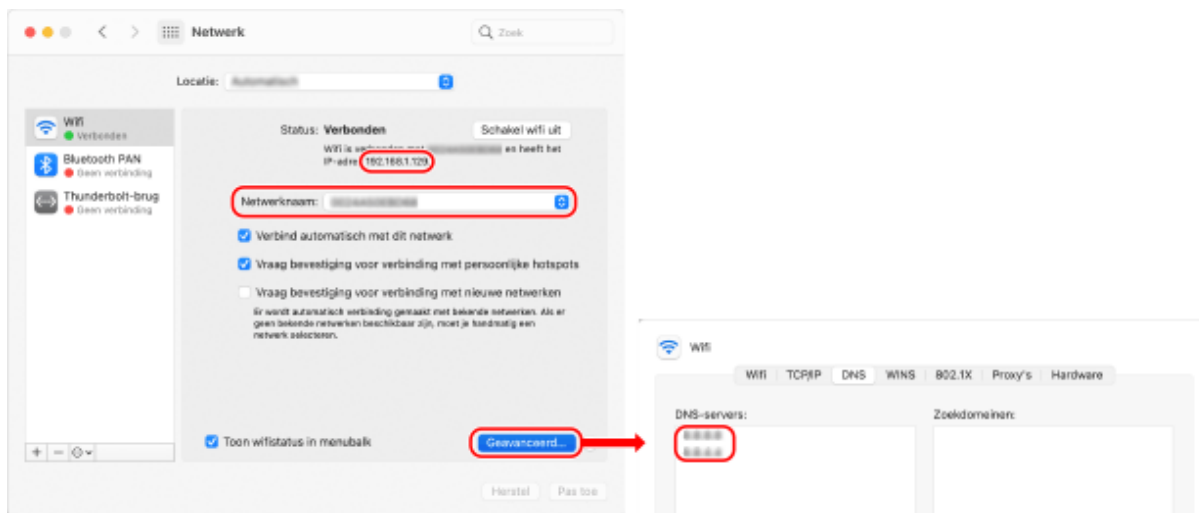 Netwerk
Zoek
Locatie:
Wifi
Verbonden
Bluetooth PAN
Geen verbinding
Thunderbolt-brug
Geen verbinding
Status: Verbonden
Schakel wifi uit
Wifi is verbonden met en heeft het
IP-adres 192.168.1.129.
Netwerknaam:
Verbind automatisch met dit netwerk
Vraag bevestiging voor verbinding met persoonlijke hotspots
Vraag bevestiging voor verbinding met nieuwe netwerken
Er wordt automatisch verbinding gemaakt met bekende netwerken. Als er
geen bekende netwerken beschikbaar zijn, moet je handmatig een
netwerk selecteren.
Toon wifistatus in menubalk
Geavanceerd...
Herstel
Pas toe
Wifi
Wifi TCP/IP DNS WINS 802.1X Proxy's Hardware
DNS-servers:
Zoekdomeinen: